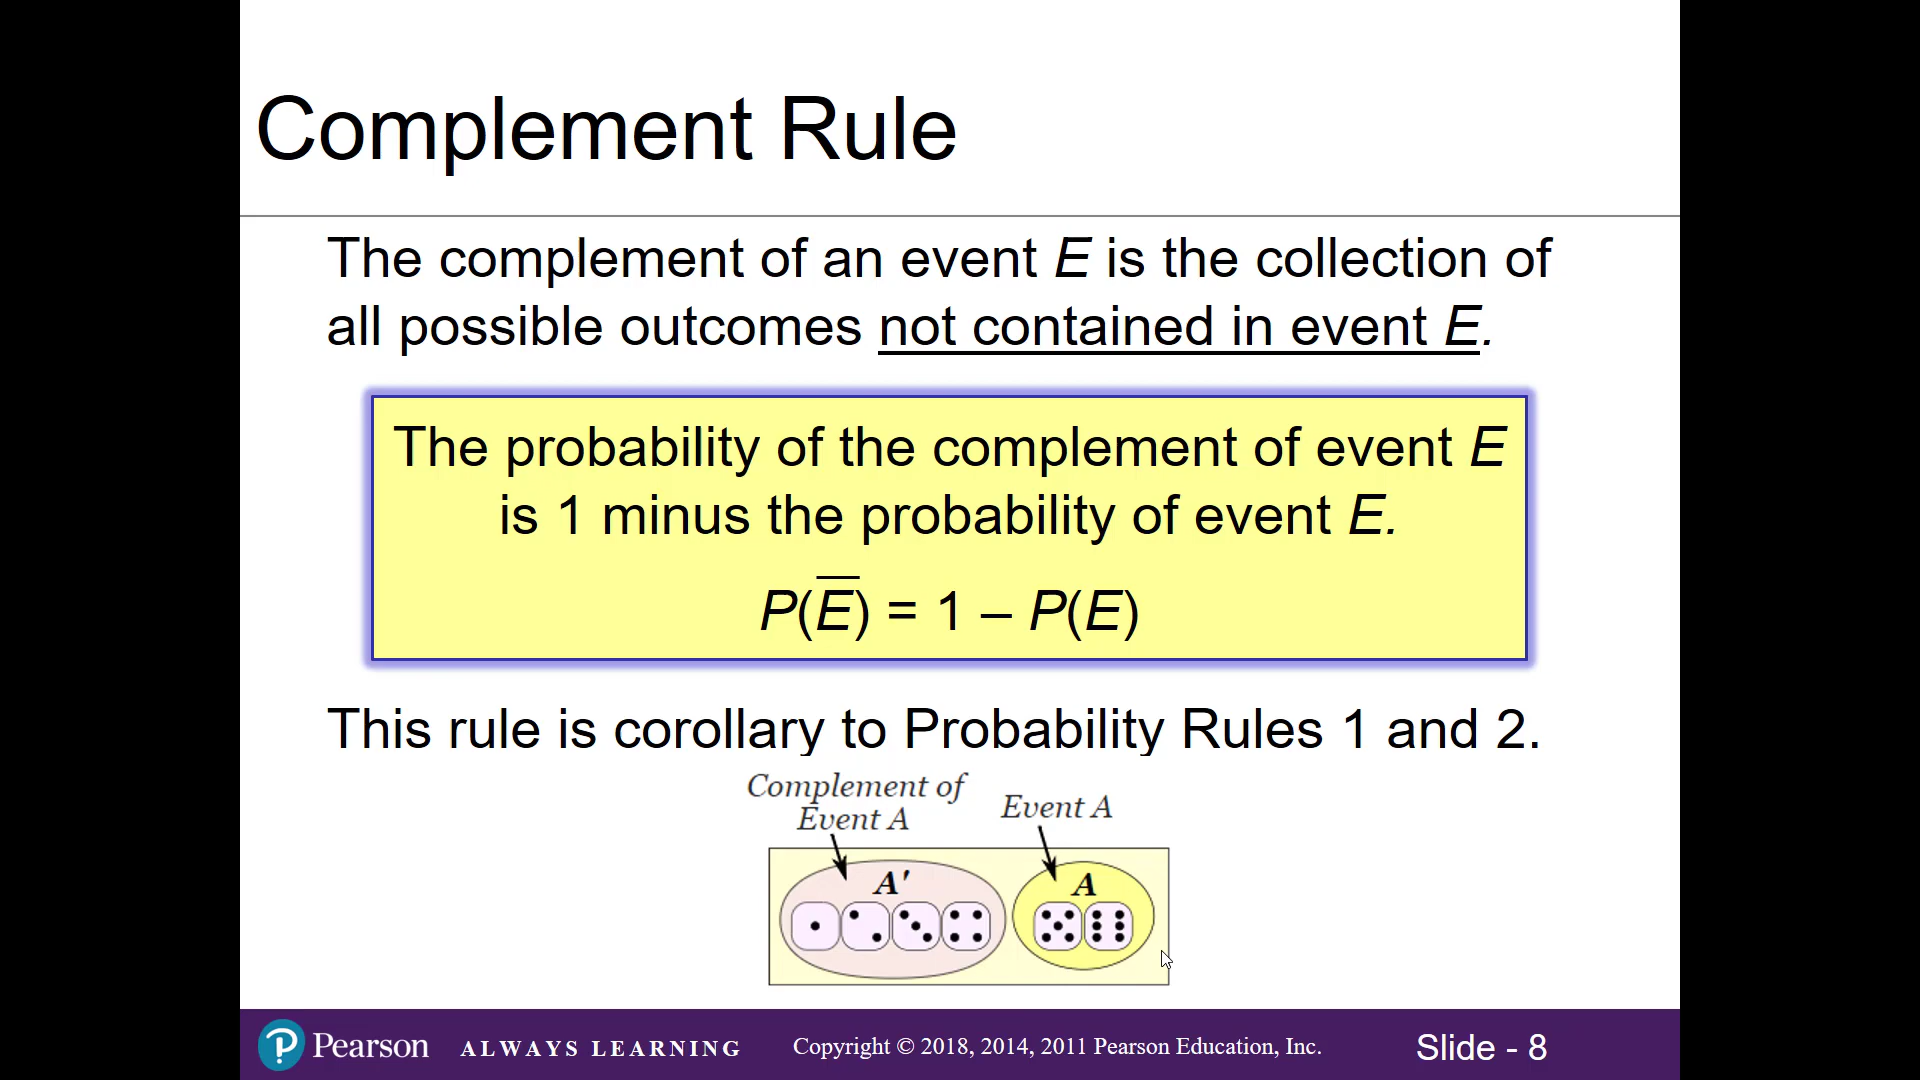 Complement Rule
The complement of an event E is the collection of
all possible outcomes not contained in event E.
The probability of the complement of event E
is 1 minus the probability of event E.
P(E̅) = 1 – P(E)
This rule is corollary to Probability Rules 1 and 2.
Complement of
Event A
Event A
A′
A
Pearson
ALWAYS LEARNING
Copyright © 2018, 2014, 2011 Pearson Education, Inc.
Slide - 8